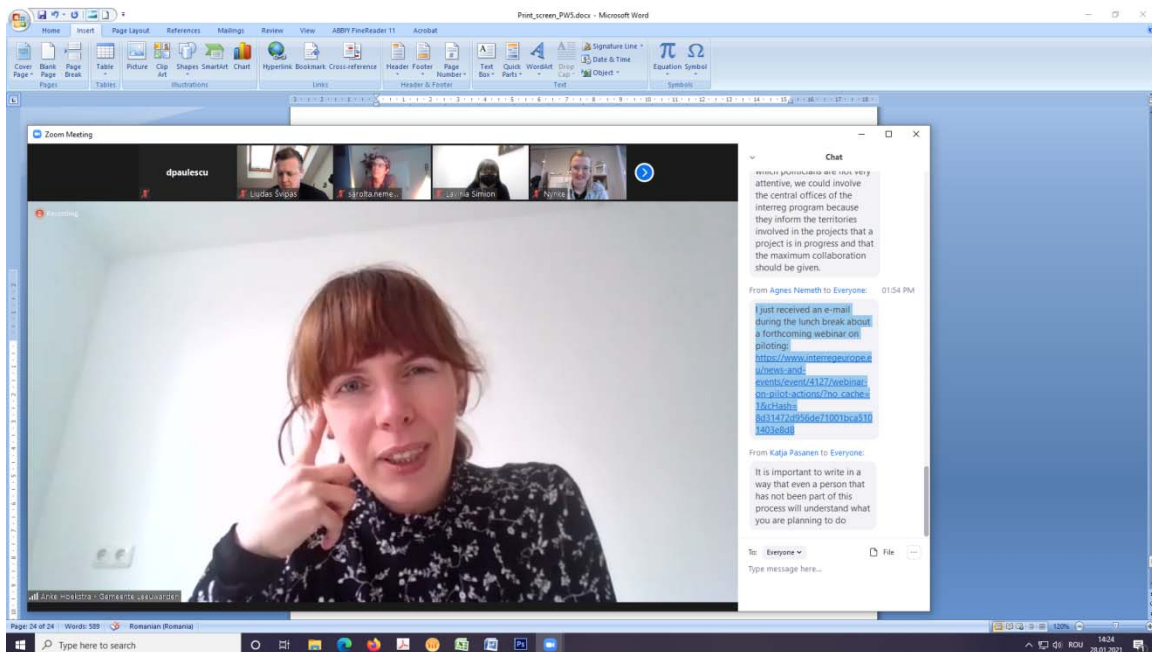 Print_screen_PW5.docx - Microsoft Word
Home Insert Page Layout References Mailings Review View ABBYY FineReader 11 Acrobat
Cover Page Blank Page Page Break
Table
Picture Clip Art Shapes SmartArt Chart
Hyperlink Bookmark Cross-reference
Header Footer Page Number
Text Box Quick Parts WordArt Drop Cap
Signature Line
Date & Time
Object
Equation Symbol
Pages Tables Illustrations Links Header & Footer Text Symbols
Zoom Meeting
dpaulescu
Liudas Švipas
sarolta.neme...
Lavinia Simion
Nynke
Recording
Chat
which politicians are not very
attentive, we could involve
the central offices of the
interreg program because
they inform the territories
involved in the projects that a
project is in progress and that
the maximum collaboration
should be given.
From Agnes Nemeth to Everyone: 01:54 PM
I just received an e-mail
during the lunch break about
a forthcoming webinar on
piloting:
https://www.interregeurope.e
u/news-and-
events/event/4127/webinar-
on-pilot-actions/?no_cache=
1&cHash=
8d31472d956de71001bca510
1403e8d8
From Katja Pasanen to Everyone:
It is important to write in a
way that even a person that
has not been part of this
process will understand what
you are planning to do
To: Everyone File
Type message here...
Anke Hoekstra - Gemeente Leeuwarden
Page: 24 of 24 Words: 589 Romanian (Romania) 120%
Type here to search
ROU
14:24
28.01.2021